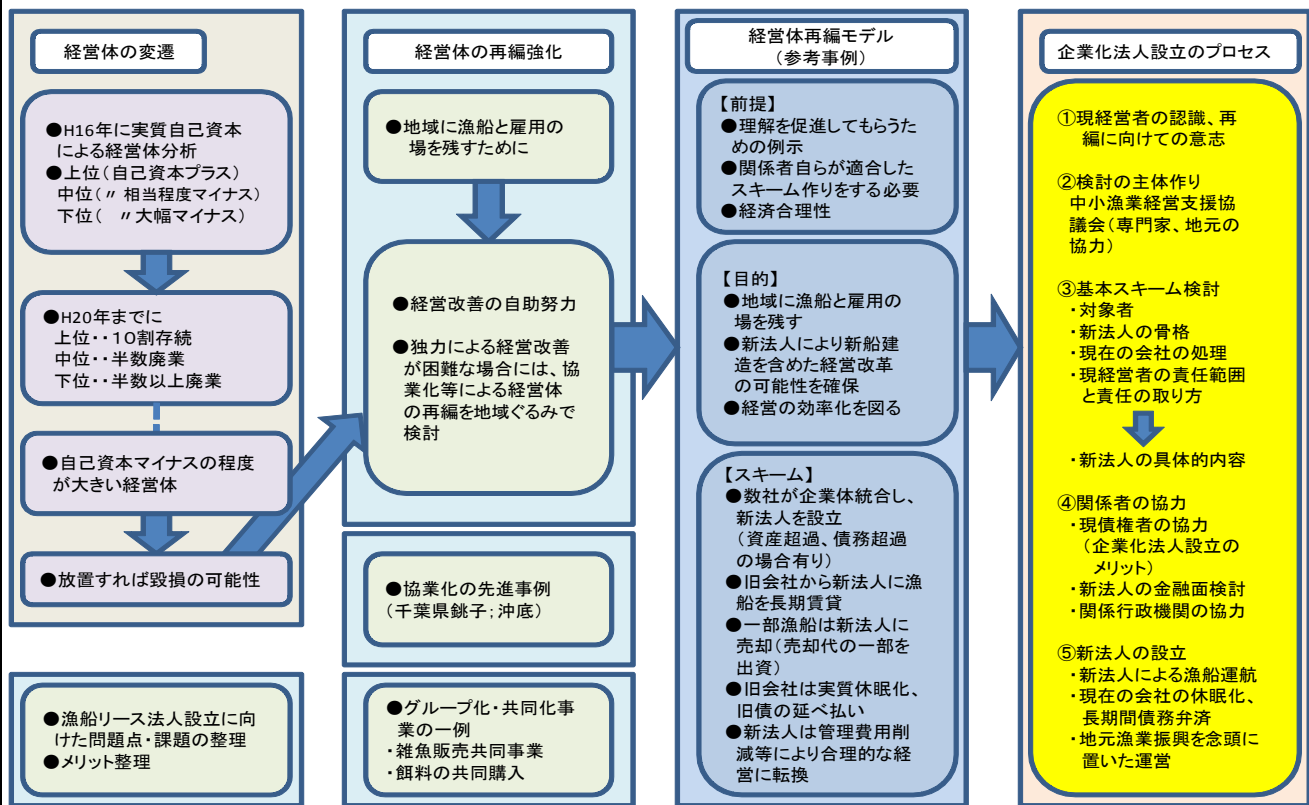 経営体の変遷
●H16年に実質自己資本
による経営体分析
●上位(自己資本プラス)
中位(〃 相当程度マイナス)
下位( 〃大幅マイナス)
●H20年までに
上位・・10割存続
中位・・半数廃業
下位・・半数以上廃業
●自己資本マイナスの程度
が大きい経営体
●放置すれば毀損の可能性
●漁船リース法人設立に向
けた問題点・課題の整理
●メリット整理
経営体の再編強化
●地域に漁船と雇用の
場を残すために
●経営改善の自助努力
●独力による経営改善
が困難な場合には、協
業化等による経営体
の再編を地域ぐるみで
検討
●協業化の先進事例
(千葉県銚子;沖底)
●グループ化・共同化事
業の一例
・雑魚販売共同事業
・餌料の共同購入
経営体再編モデル
(参考事例)
【前提】
●理解を促進してもらうた
めの例示
●関係者自らが適合した
スキーム作りをする必要
●経済合理性
【目的】
●地域に漁船と雇用の
場を残す
●新法人により新船建
造を含めた経営改革
の可能性を確保
●経営の効率化を図る
【スキーム】
●数社が企業体統合し、
新法人を設立
(資産超過、債務超過
の場合有り)
●旧会社から新法人に漁
船を長期賃貸
●一部漁船は新法人に
売却(売却代の一部を
出資)
●旧会社は実質休眠化、
旧債の延べ払い
●新法人は管理費用削
減等により合理的な経
営に転換
企業化法人設立のプロセス
①現経営者の認識、再
編に向けての意志
②検討の主体作り
中小漁業経営支援協
議会(専門家、地元の
協力)
③基本スキーム検討
・対象者
・新法人の骨格
・現在の会社の処理
・現経営者の責任範囲
と責任の取り方
・新法人の具体的内容
④関係者の協力
・現債権者の協力
(企業化法人設立の
メリット)
・新法人の金融面検討
・関係行政機関の協力
⑤新法人の設立
・新法人による漁船運航
・現在の会社の休眠化、
長期間債務弁済
・地元漁業振興を念頭に
置いた運営